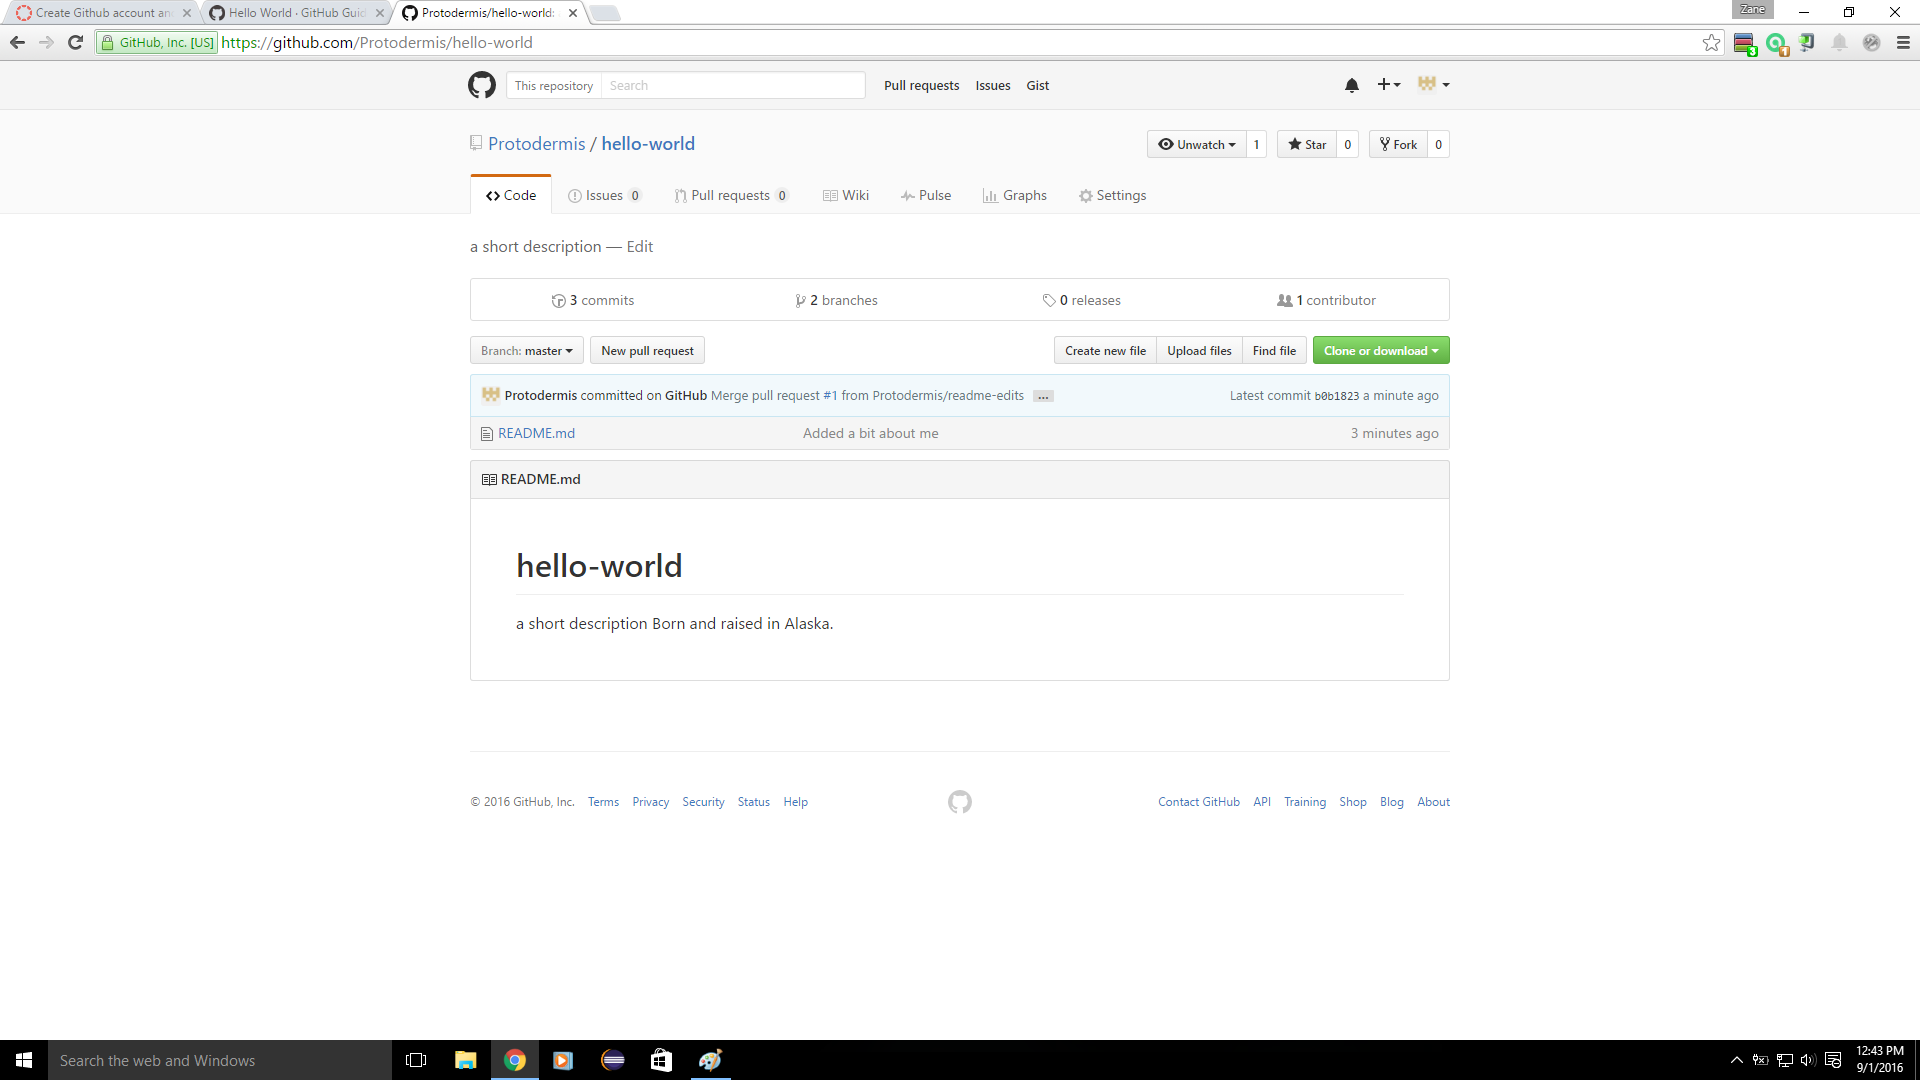 Create Github account an
Hello World · GitHub Guid
Protodermis/hello-world:
Zane
GitHub, Inc. [US]
https://github.com/Protodermis/hello-world
3
1
This repository
Search
Pull requests
Issues
Gist
Protodermis / hello-world
Unwatch
1
Star
0
Fork
0
Code
Issues 0
Pull requests 0
Wiki
Pulse
Graphs
Settings
a short description — Edit
3 commits
2 branches
0 releases
1 contributor
Branch: master
New pull request
Create new file
Upload files
Find file
Clone or download
Protodermis committed on GitHub Merge pull request #1 from Protodermis/readme-edits ...
Latest commit b0b1823 a minute ago
README.md
Added a bit about me
3 minutes ago
README.md
hello-world
a short description Born and raised in Alaska.
© 2016 GitHub, Inc.
Terms
Privacy
Security
Status
Help
Contact GitHub
API
Training
Shop
Blog
About
Search the web and Windows
12:43 PM
9/1/2016